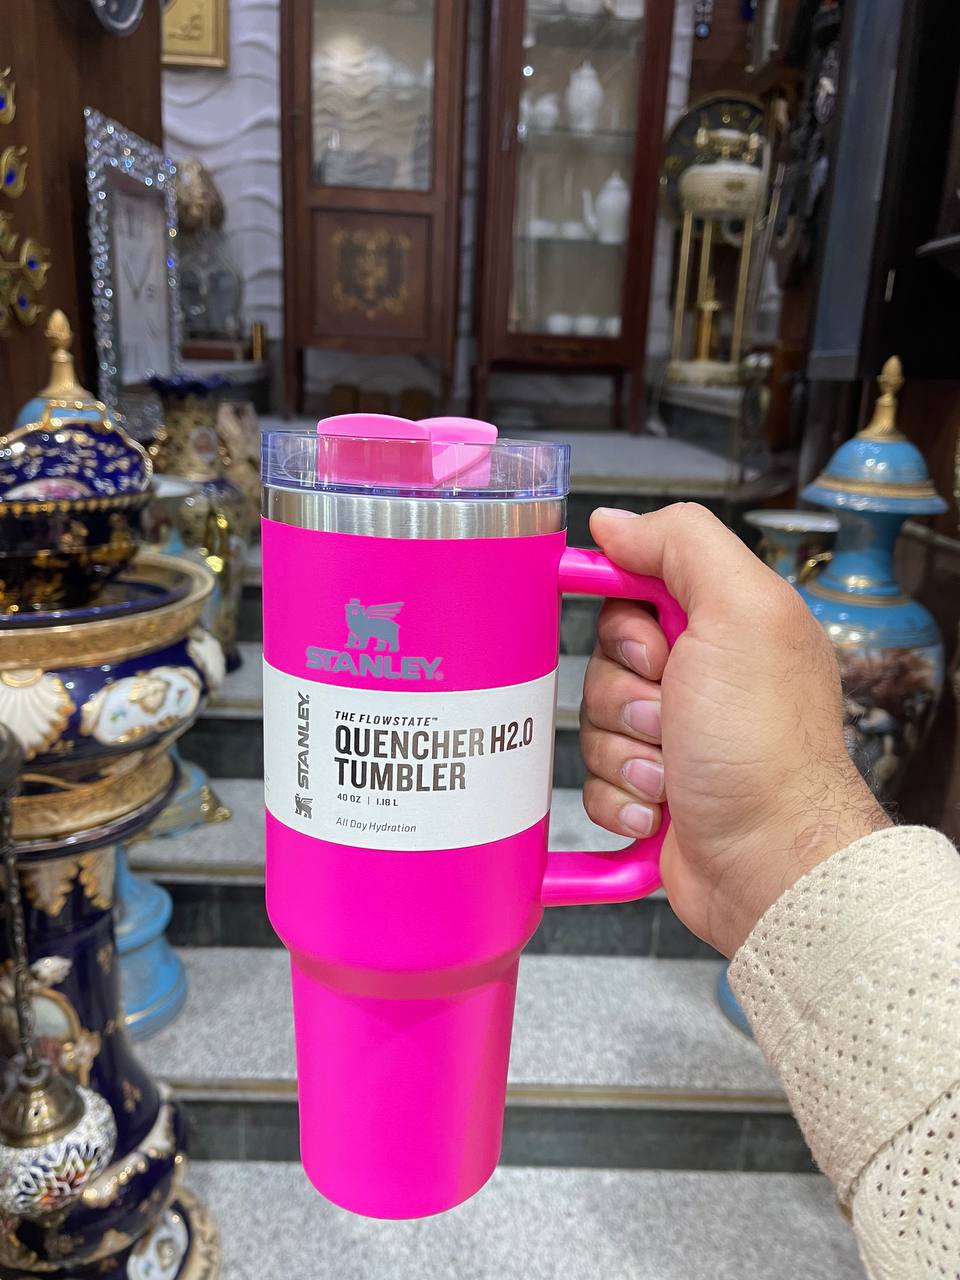 STANLEY®
STANLEY®
THE FLOWSTATE™
QUENCHER H2.0
TUMBLER
40 OZ | 1.18 L
All Day Hydration